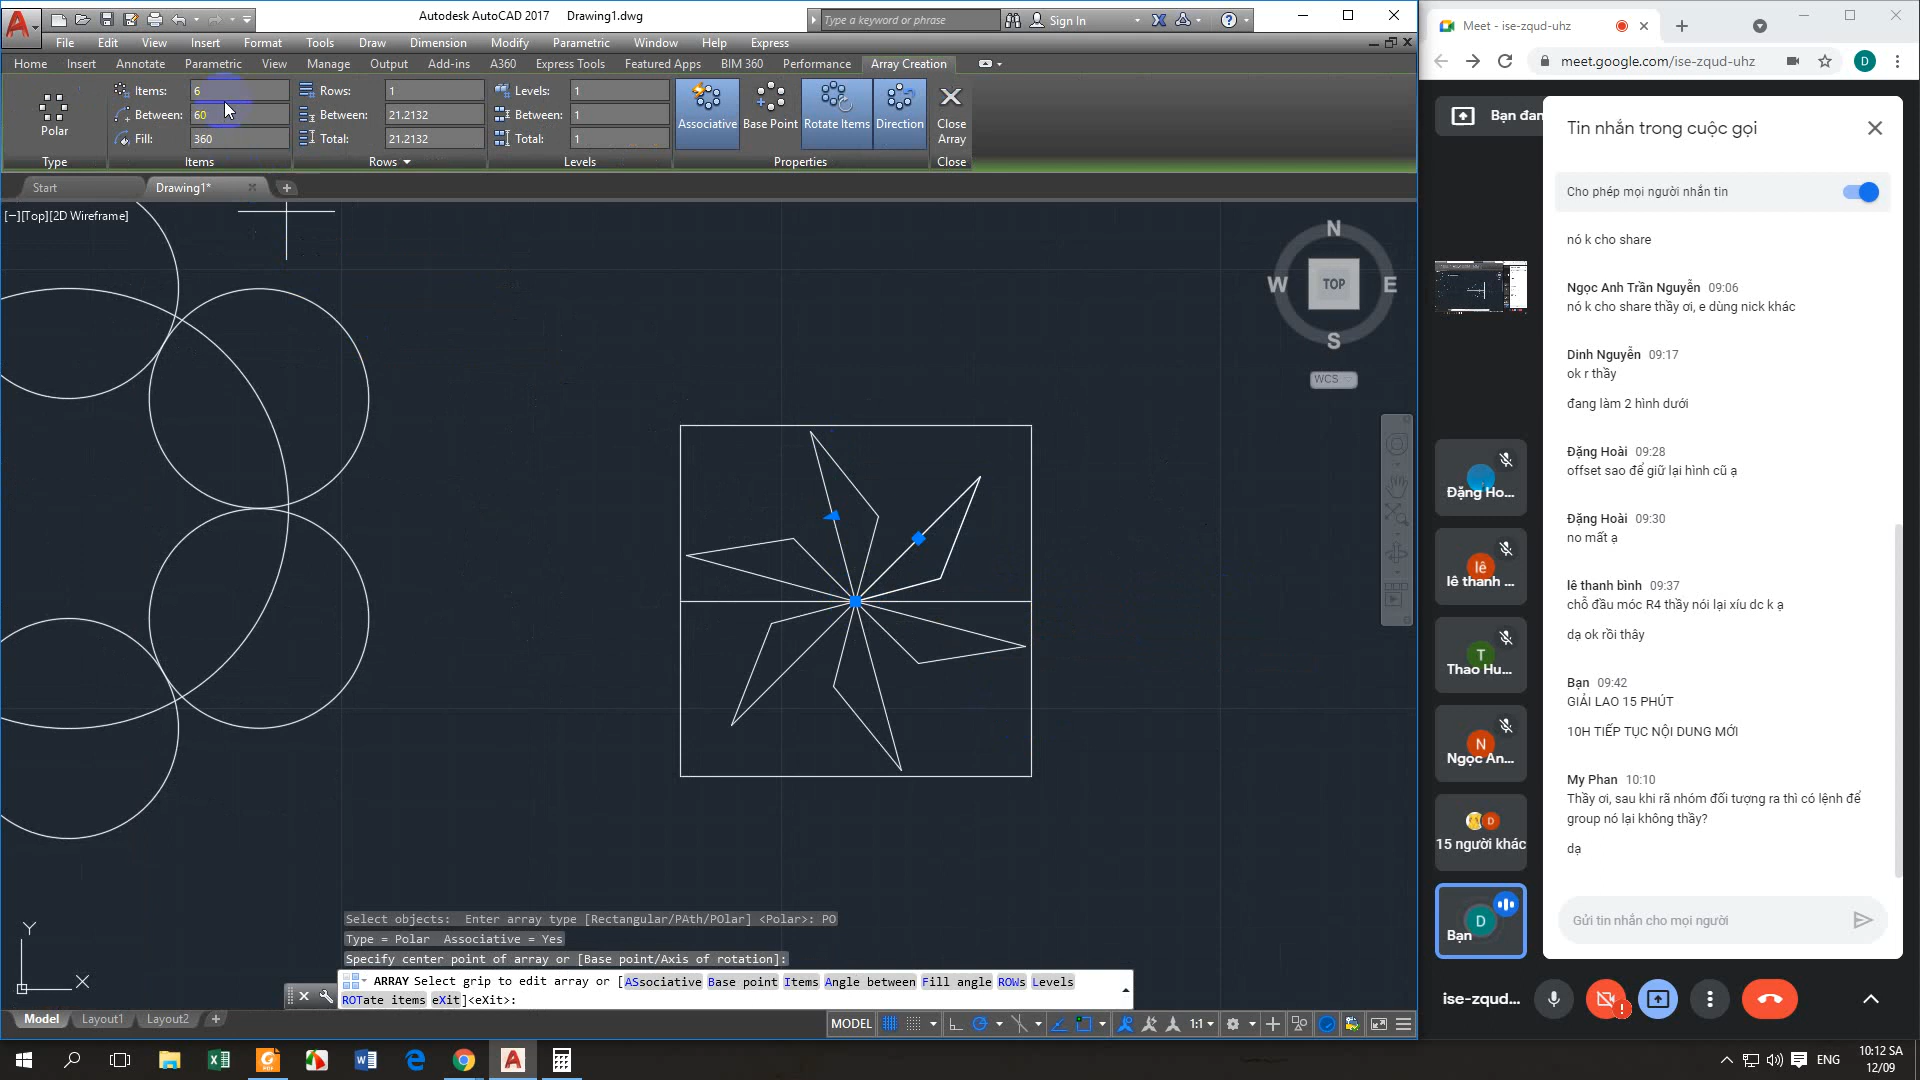 Autodesk AutoCAD 2017 Drawing1.dwg
Type a keyword or phrase
Sign In
File Edit View Insert Format Tools Draw Dimension Modify Parametric Window Help Express
Home Insert Annotate Parametric View Manage Output Add-ins A360 Express Tools Featured Apps BIM 360 Performance Array Creation
Polar
Type
Items: 6
Between: 60
Fill: 360
Items
Rows: 1
Between: 21.2132
Total: 21.2132
Rows
Levels: 1
Between: 1
Total: 1
Levels
Associative Base Point Rotate Items Direction
Properties
Close Array
Close
Start Drawing1*
[−][Top][2D Wireframe]
N
W TOP E
S
WCS
Y
X
Select objects: Enter array type [Rectangular/PAth/POlar] <Polar>: PO
Type = Polar Associative = Yes
Specify center point of array or [Base point/Axis of rotation]:
ARRAY Select grip to edit array or [ASsociative Base point Items Angle between Fill angle ROWs Levels
ROTate items eXit]<eXit>:
Model Layout1 Layout2
MODEL 1:1
Meet - ise-zqud-uhz
meet.google.com/ise-zqud-uhz
D
Bạn đan
Tin nhắn trong cuộc gọi
Cho phép mọi người nhắn tin
nó k cho share
Ngọc Anh Trần Nguyễn 09:06
nó k cho share thầy ơi, e dùng nick khác
Dinh Nguyễn 09:17
ok r thầy
đang làm 2 hình dưới
Đặng Hoài 09:28
offset sao để giữ lại hình cũ ạ
Đặng Hoài 09:30
no mất ạ
lê thanh bình 09:37
chỗ đầu móc R4 thầy nói lại xíu dc k ạ
dạ ok rồi thây
Bạn 09:42
GIẢI LAO 15 PHÚT
10H TIẾP TỤC NỘI DUNG MỚI
My Phan 10:10
Thầy ơi, sau khi rã nhóm đối tượng ra thì có lệnh để
group nó lại không thầy?
dạ
Gửi tin nhắn cho mọi người
Đặng Ho...
lê
lê thanh ...
T
Thao Hu...
N
Ngọc An...
D
15 người khác
D
Bạn
ise-zqud...
ENG
10:12 SA
12/09